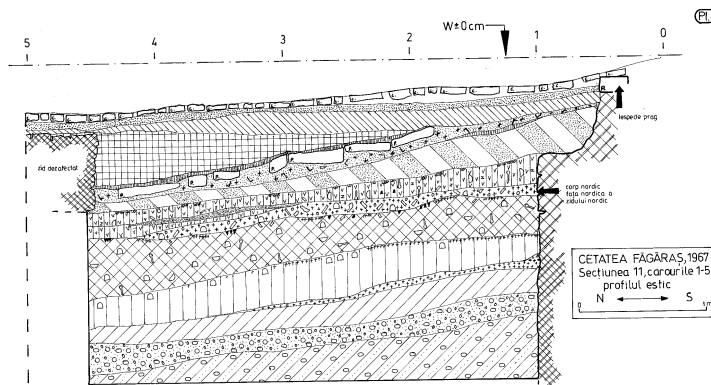 Pl.
W±0cm
5 4 3 2 1 0
lespede prag
zid dezafectat
corp nordic
fața nordică a
zidului nordic
CETATEA FĂGĂRAȘ, 1967
Secțiunea 11, carourile 1-5
profilul estic
N S
0 1m